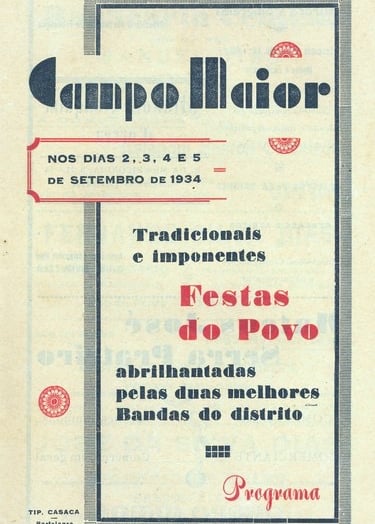 Campo Maior
NOS DIAS 2, 3, 4 E 5
DE SETEMBRO DE 1934
Tradicionais
e imponentes
Festas
do Povo
abrilhantadas
pelas duas melhores
Bandas do distrito
Programa
TIP. CASACA